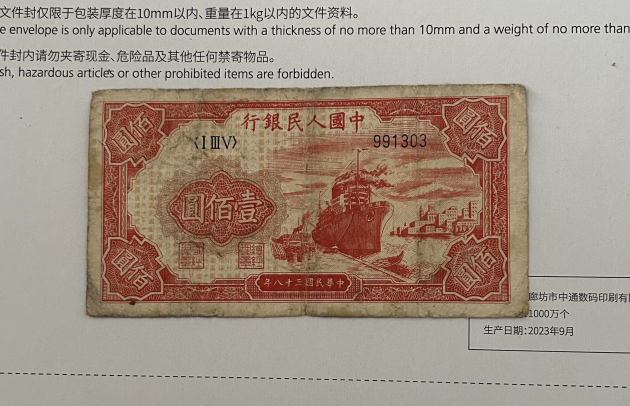 文件封仅限于包装厚度在10mm以内、重量在1kg以内的文件资料。
e envelope is only applicable to documents with a thickness of no more than 10mm and a weight of no more than
件封内请勿夹寄现金、危险品及其他任何禁寄物品。
sh, hazardous articles or other prohibited items are forbidden.
行銀民人國中
圓佰
圓佰
〈I III V〉
991303
圓佰壹
圓佰
圓佰
年八十三國民華中
廊坊市中通数码印刷有
1000万个
生产日期：2023年9月